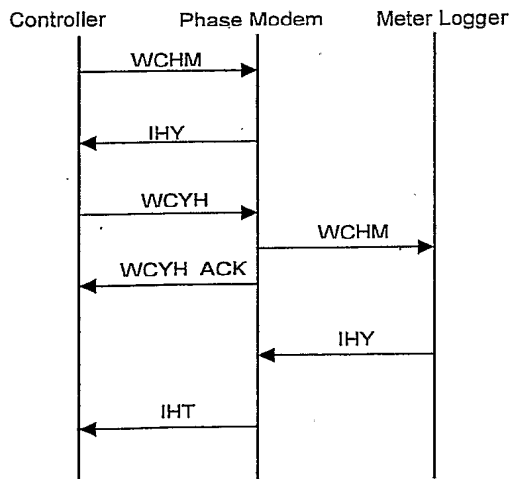 Controller Phase Modem Meter Logger
WCHM
IHY
WCYH
WCHM
WCYH ACK
IHY
IHT